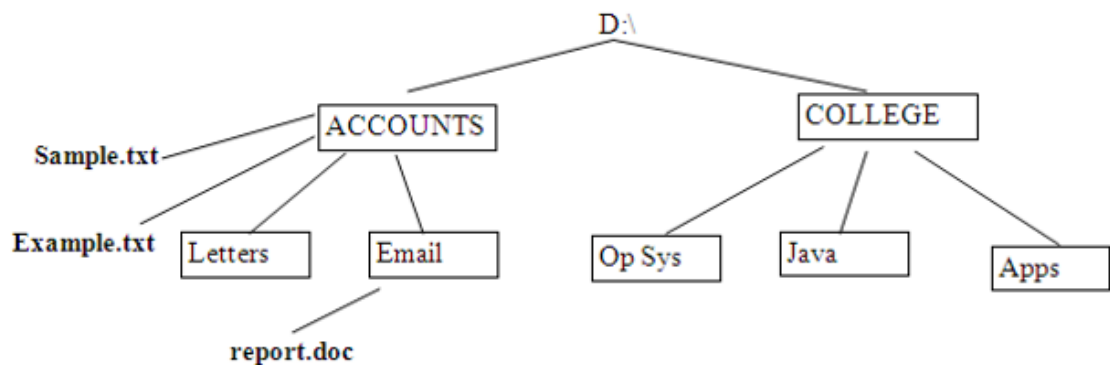 D:\
ACCOUNTS
COLLEGE
Sample.txt
Example.txt
Letters
Email
Op Sys
Java
Apps
report.doc